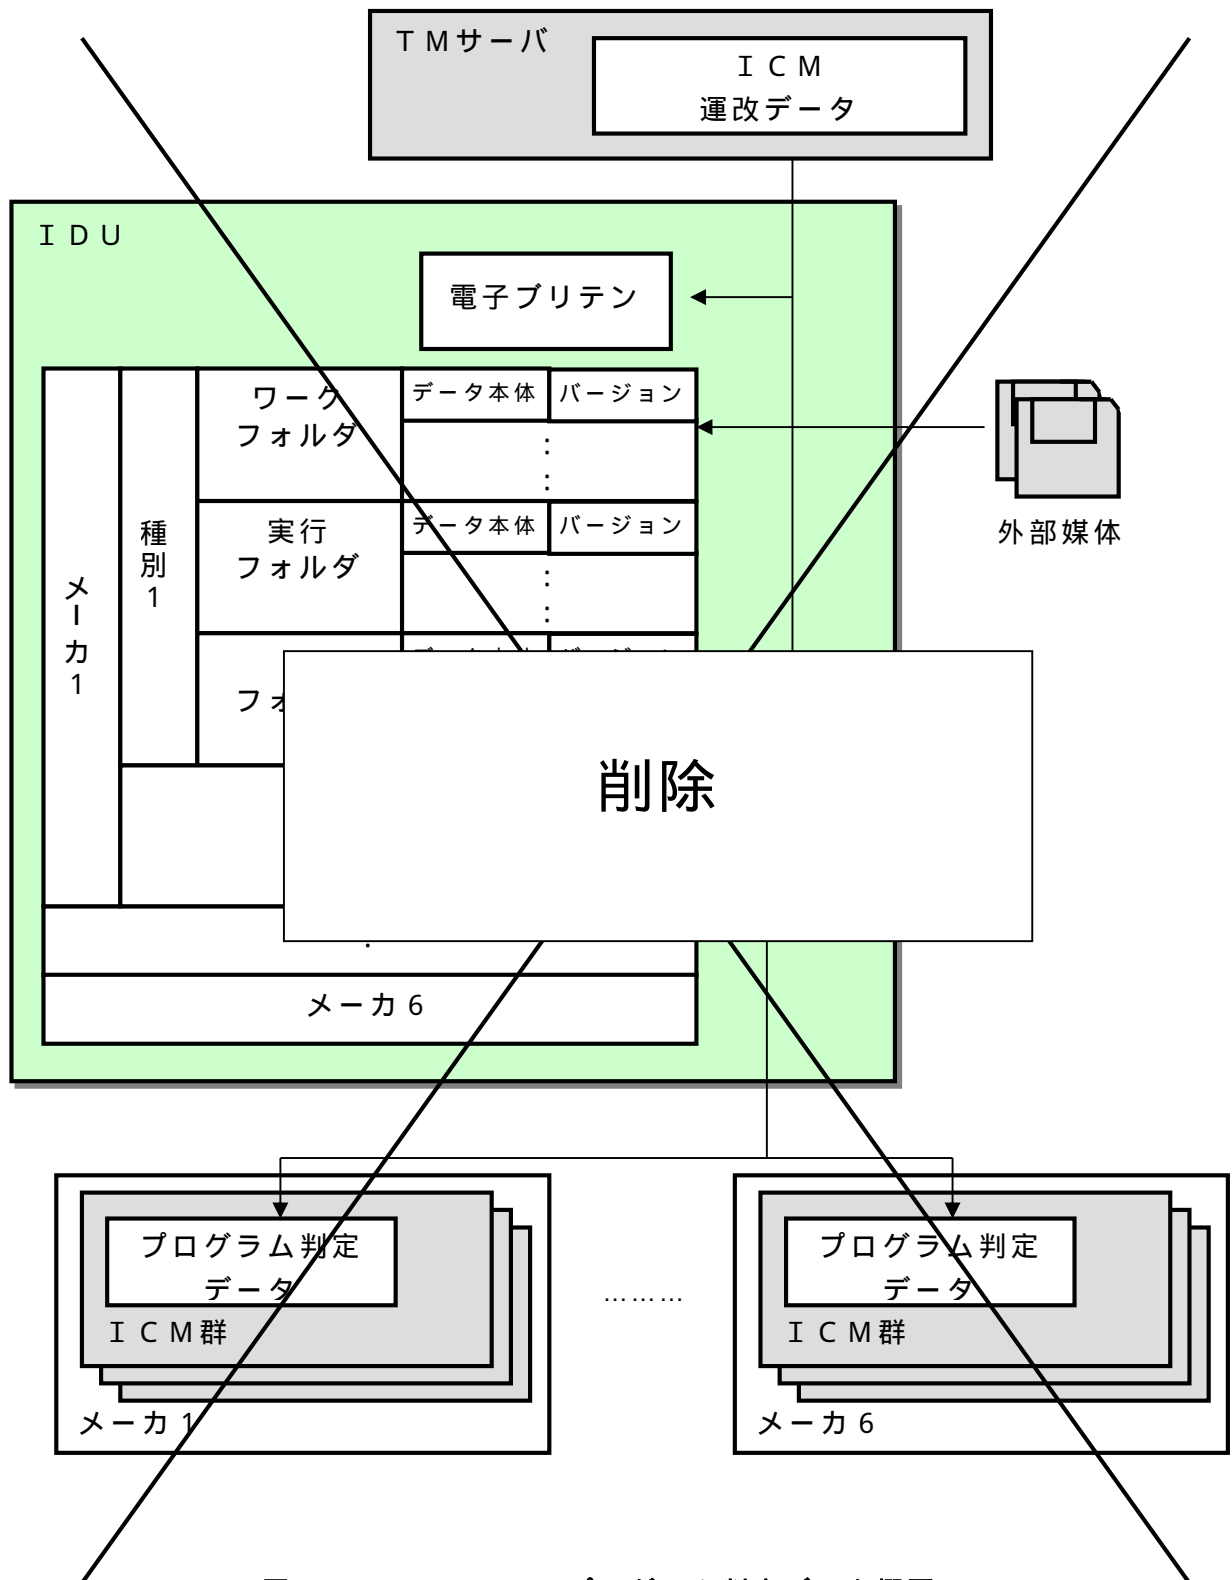 ＴＭサーバ
ＩＣＭ
運改データ
ＩＤＵ
電子ブリテン
ワーク
フォルダ
データ本体
バージョン
：
：
実行
フォルダ
データ本体
バージョン
：
：
種別1
メーカ1
外部媒体
フォ
削除
メーカ6
プログラム判定
データ
ＩＣＭ群
メーカ1
………
プログラム判定
データ
ＩＣＭ群
メーカ6